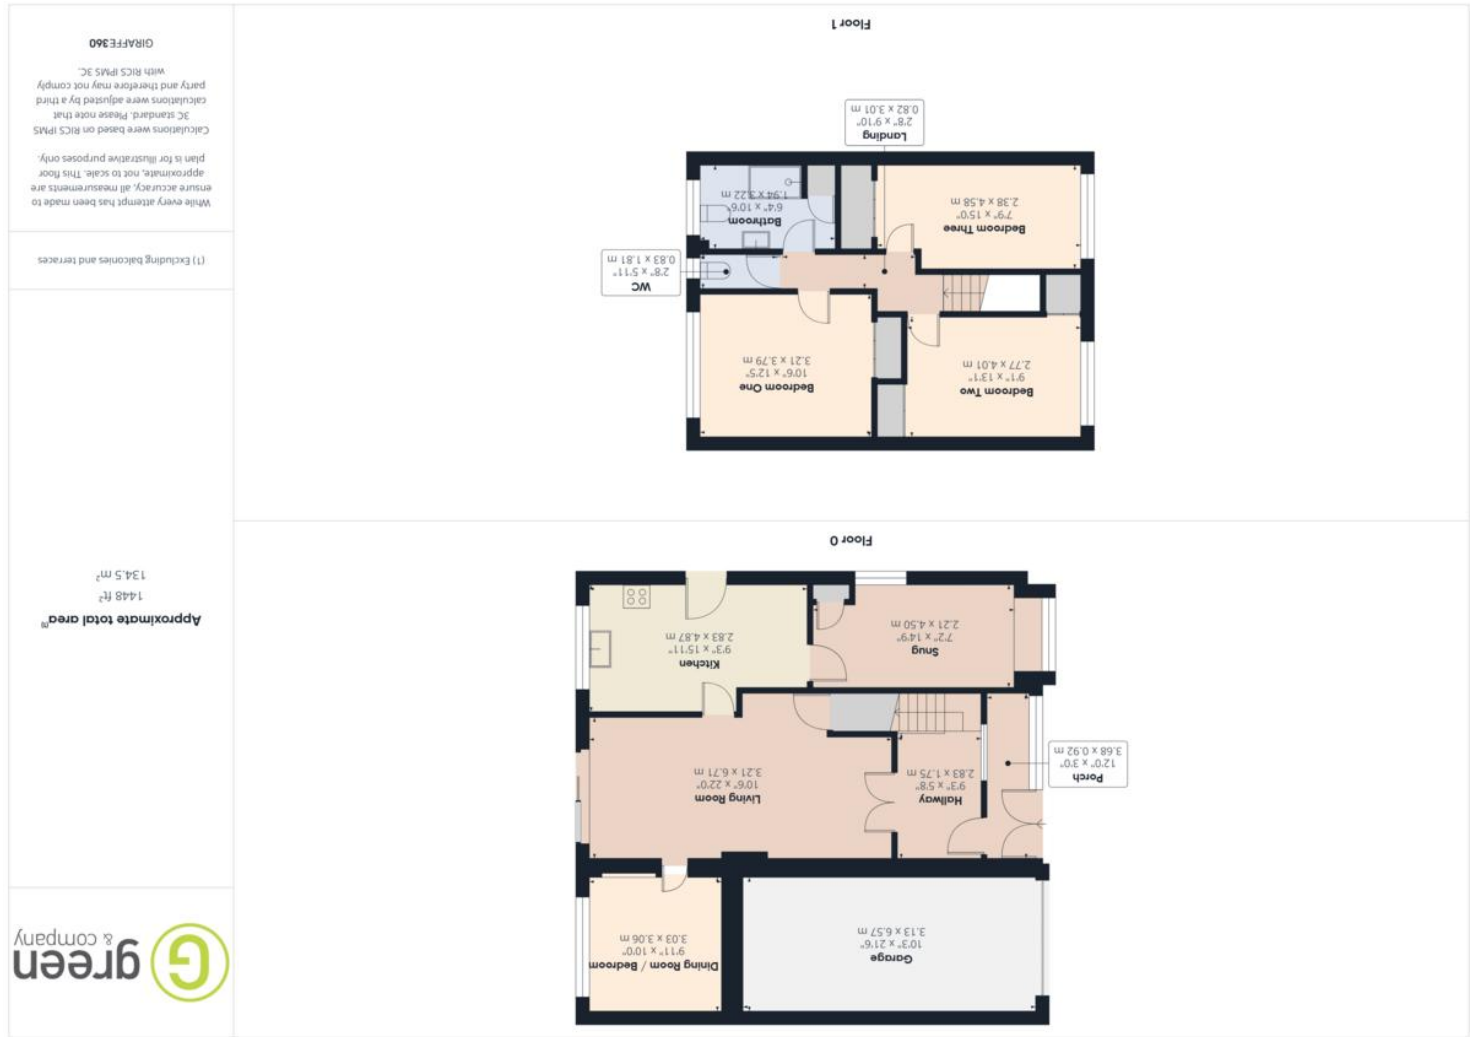 green
& company
Approximate total area(1)
1448 ft²
134.5 m²
(1) Excluding balconies and terraces
While every attempt has been made to
ensure accuracy, all measurements are
approximate, not to scale. This floor
plan is for illustrative purposes only.
Calculations were based on RICS IPMS
3C standard. Please note that
calculations were adjusted by a third
party and therefore may not comply
with RICS IPMS 3C.
GIRAFFE360
Garage
10'3" x 21'6"
3.13 x 6.57 m
Dining Room / Bedroom
9'11" x 10'0"
3.03 x 3.06 m
Porch
12'0" x 3'0"
3.68 x 0.92 m
Hallway
9'3" x 5'8"
2.83 x 1.75 m
Living Room
10'6" x 22'0"
3.21 x 6.71 m
Snug
7'2" x 14'9"
2.21 x 4.50 m
Kitchen
9'3" x 15'11"
2.83 x 4.87 m
Floor 0
Bedroom Two
9'1" x 13'1"
2.77 x 4.01 m
Bedroom One
10'6" x 12'5"
3.21 x 3.79 m
WC
2'8" x 5'11"
0.83 x 1.81 m
Bedroom Three
7'9" x 15'0"
2.38 x 4.58 m
Bathroom
6'4" x 10'6"
1.94 x 3.22 m
Landing
2'8" x 9'10"
0.82 x 3.01 m
Floor 1